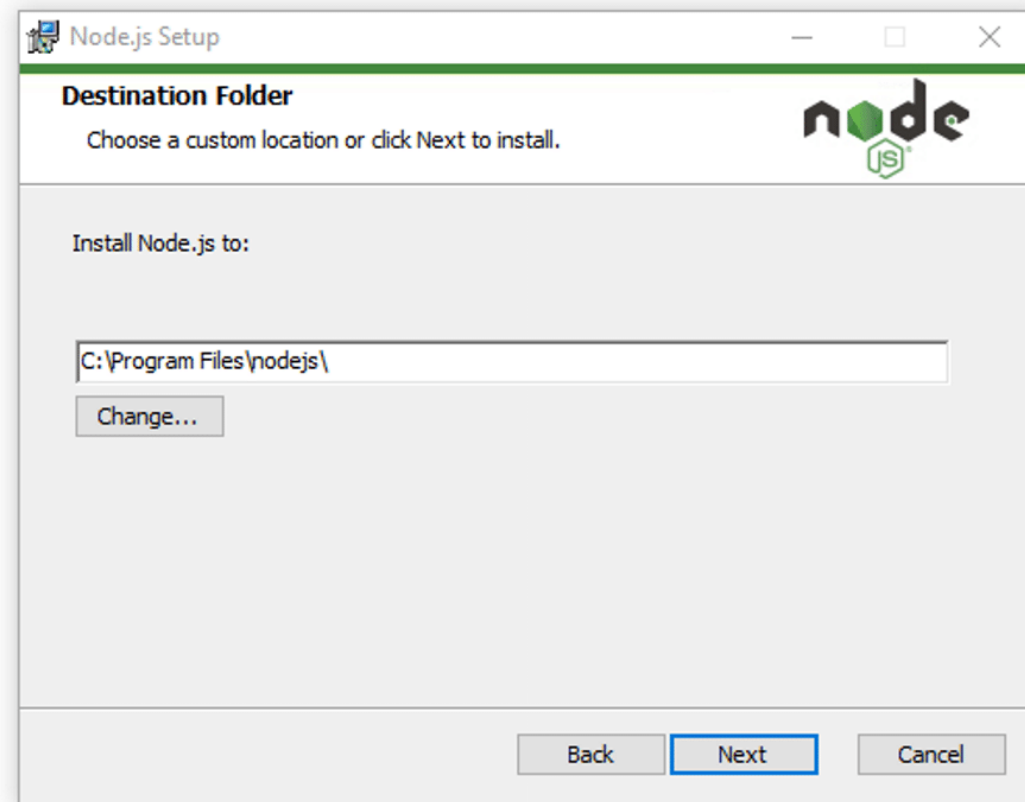 Node.js Setup
Destination Folder
Choose a custom location or click Next to install.
node
JS
Install Node.js to:
C:\Program Files\nodejs\
Change...
Back
Next
Cancel